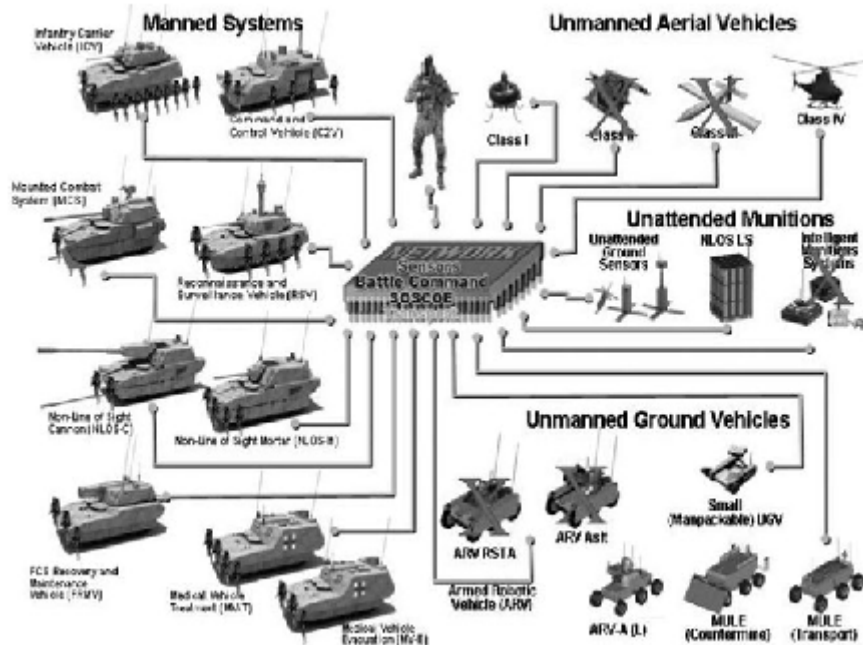 Manned Systems
Unmanned Aerial Vehicles
Infantry Carrier
Vehicle (ICV)
Command and
Control Vehicle (C2V)
Class I
Class II
Class III
Class IV
Mounted Combat
System (MCS)
Reconnaissance and
Surveillance Vehicle (RSV)
NETWORK
Sensors
Battle Command
SOSCOE
Unattended Munitions
Unattended
Ground
Sensors
NLOS LS
Intelligent
Munitions
Systems
Non-Line of Sight
Cannon (NLOS-C)
Non-Line of Sight Mortar (NLOS-M)
Unmanned Ground Vehicles
ARV RSTA
ARV Aslt
Small
(Manpackable) UGV
FCS Recovery and
Maintenance
Vehicle (FRMV)
Medical Vehicle
Treatment (MV-T)
Medical Vehicle
Evacuation (MV-E)
Armed Robotic
Vehicle (ARV)
ARV-A (L)
MULE
(Countermine)
MULE
(Transport)